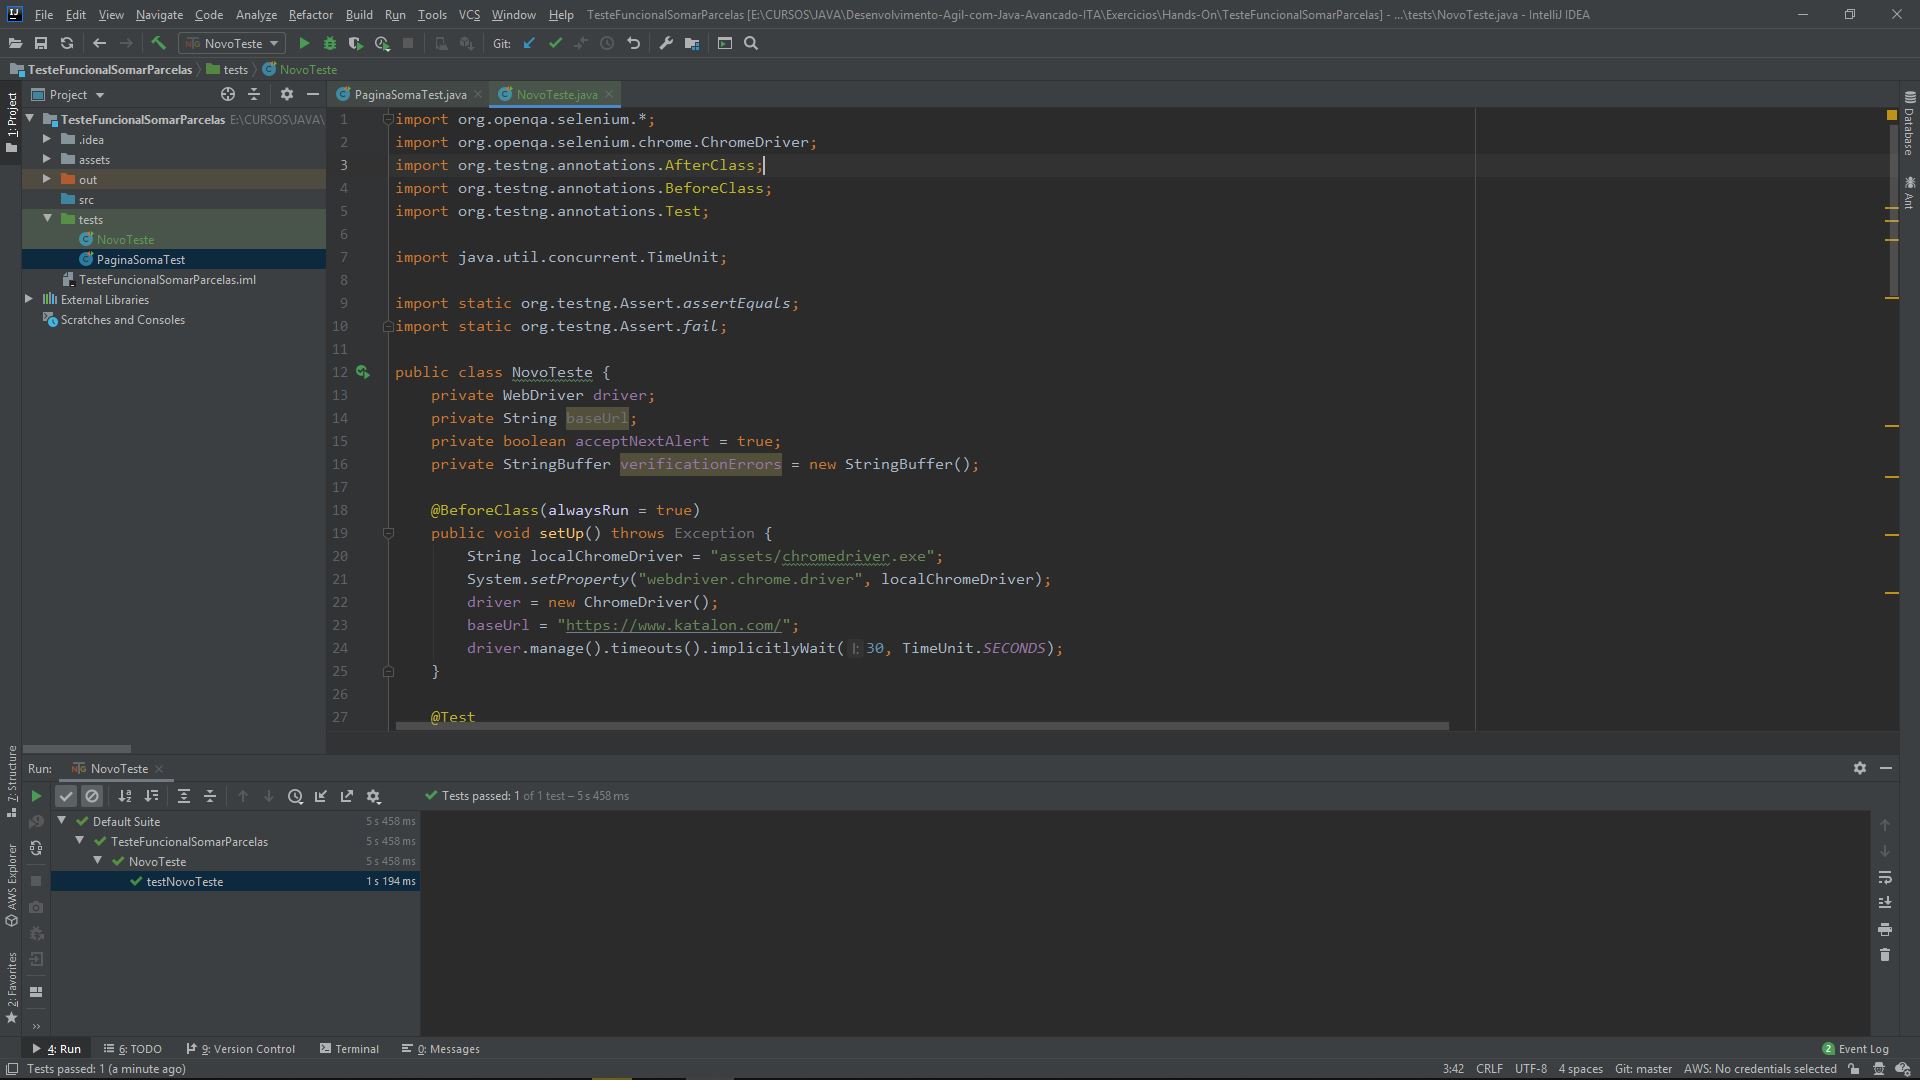 File Edit View Navigate Code Analyze Refactor Build Run Tools VCS Window Help TesteFuncionalSomarParcelas [E:\CURSOS\JAVA\Desenvolvimento-Agil-com-Java-Avancado-ITA\Exercicios\Hands-On\TesteFuncionalSomarParcelas] - ...\tests\NovoTeste.java - IntelliJ IDEA
NovoTeste Git:
TesteFuncionalSomarParcelas tests NovoTeste
Project
PaginaSomaTest.java NovoTeste.java
1: Project
TesteFuncionalSomarParcelas E:\CURSOS\JAVA\
.idea
assets
out
src
tests
NovoTeste
PaginaSomaTest
TesteFuncionalSomarParcelas.iml
External Libraries
Scratches and Consoles
1 import org.openqa.selenium.*;
2 import org.openqa.selenium.chrome.ChromeDriver;
3 import org.testng.annotations.AfterClass;
4 import org.testng.annotations.BeforeClass;
5 import org.testng.annotations.Test;
6
7 import java.util.concurrent.TimeUnit;
8
9 import static org.testng.Assert.assertEquals;
10 import static org.testng.Assert.fail;
11
12 public class NovoTeste {
13 private WebDriver driver;
14 private String baseUrl;
15 private boolean acceptNextAlert = true;
16 private StringBuffer verificationErrors = new StringBuffer();
17
18 @BeforeClass(alwaysRun = true)
19 public void setUp() throws Exception {
20 String localChromeDriver = "assets/chromedriver.exe";
21 System.setProperty("webdriver.chrome.driver", localChromeDriver);
22 driver = new ChromeDriver();
23 baseUrl = "https://www.katalon.com/";
24 driver.manage().timeouts().implicitlyWait( l: 30, TimeUnit.SECONDS);
25 }
26
27 @Test
Database
Ant
7: Structure
AWS Explorer
2: Favorites
Run: NovoTeste
Tests passed: 1 of 1 test – 5 s 458 ms
Default Suite 5 s 458 ms
TesteFuncionalSomarParcelas 5 s 458 ms
NovoTeste 5 s 458 ms
testNovoTeste 1 s 194 ms
4: Run 6: TODO 9: Version Control Terminal 0: Messages 2 Event Log
Tests passed: 1 (a minute ago) 3:42 CRLF UTF-8 4 spaces Git: master AWS: No credentials selected